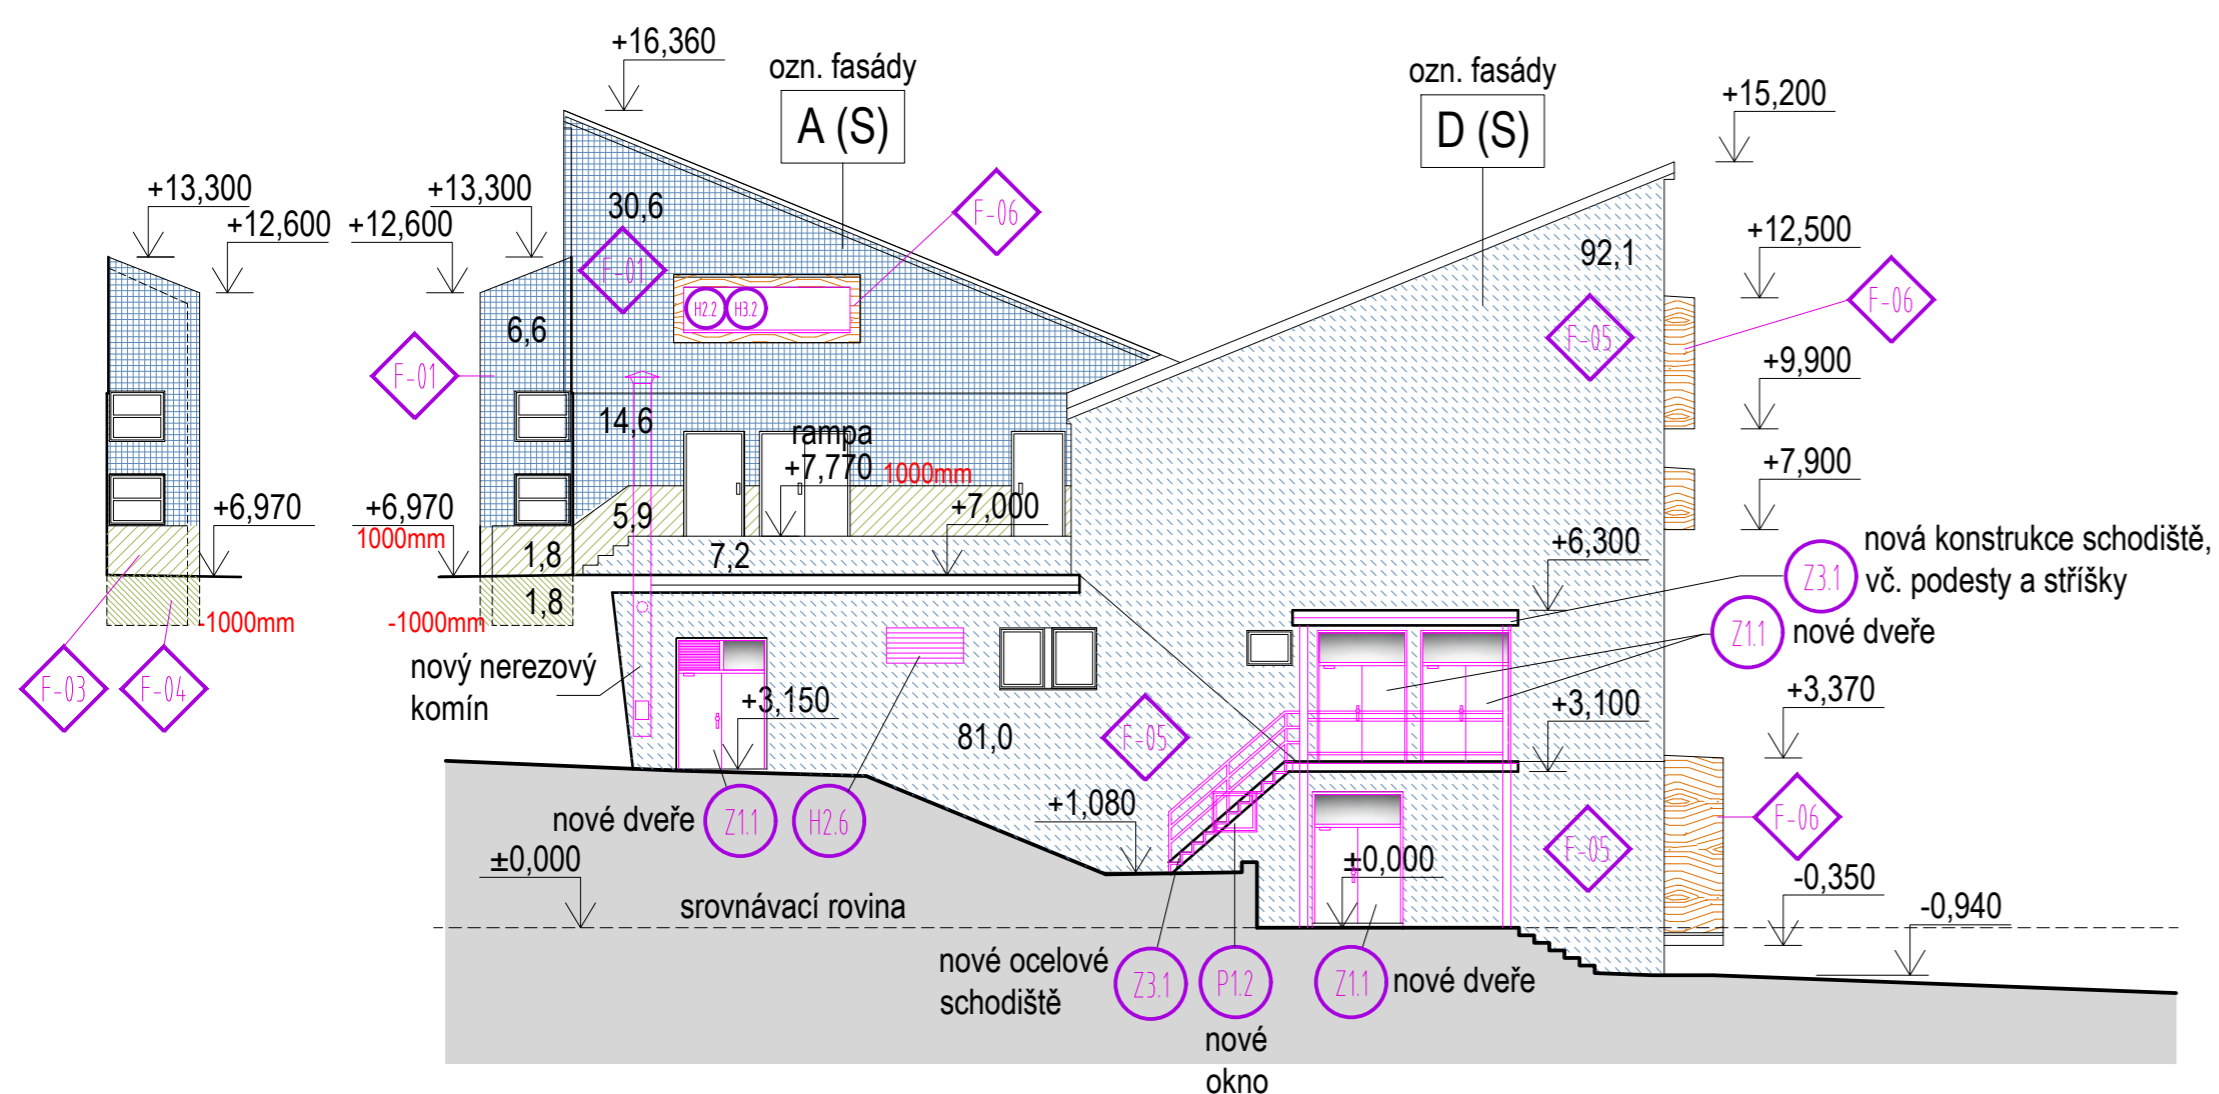 +16,360
ozn. fasády
A (S)
ozn. fasády
D (S)
+15,200
+13,300
+12,600
+12,600
+13,300
30,6
F-06
F-01
92,1
+12,500
F-06
H2.2
H3.2
6,6
F-01
F-05
+9,900
14,6
rampa
+7,770
1000mm
+7,900
+6,970
+6,970
1000mm
5,9
+7,000
1,8
7,2
+6,300
Z3.1
nová konstrukce schodiště,
vč. podesty a stříšky
1,8
-1000mm
-1000mm
Z1.1
nové dveře
F-03
F-04
nový nerezový
komín
+3,150
81,0
F-05
+3,100
+3,370
nové dveře
Z1.1
H2.6
+1,080
F-05
F-06
±0,000
±0,000
-0,350
srovnávací rovina
-0,940
nové ocelové
schodiště
Z3.1
P1.2
Z1.1
nové dveře
nové
okno